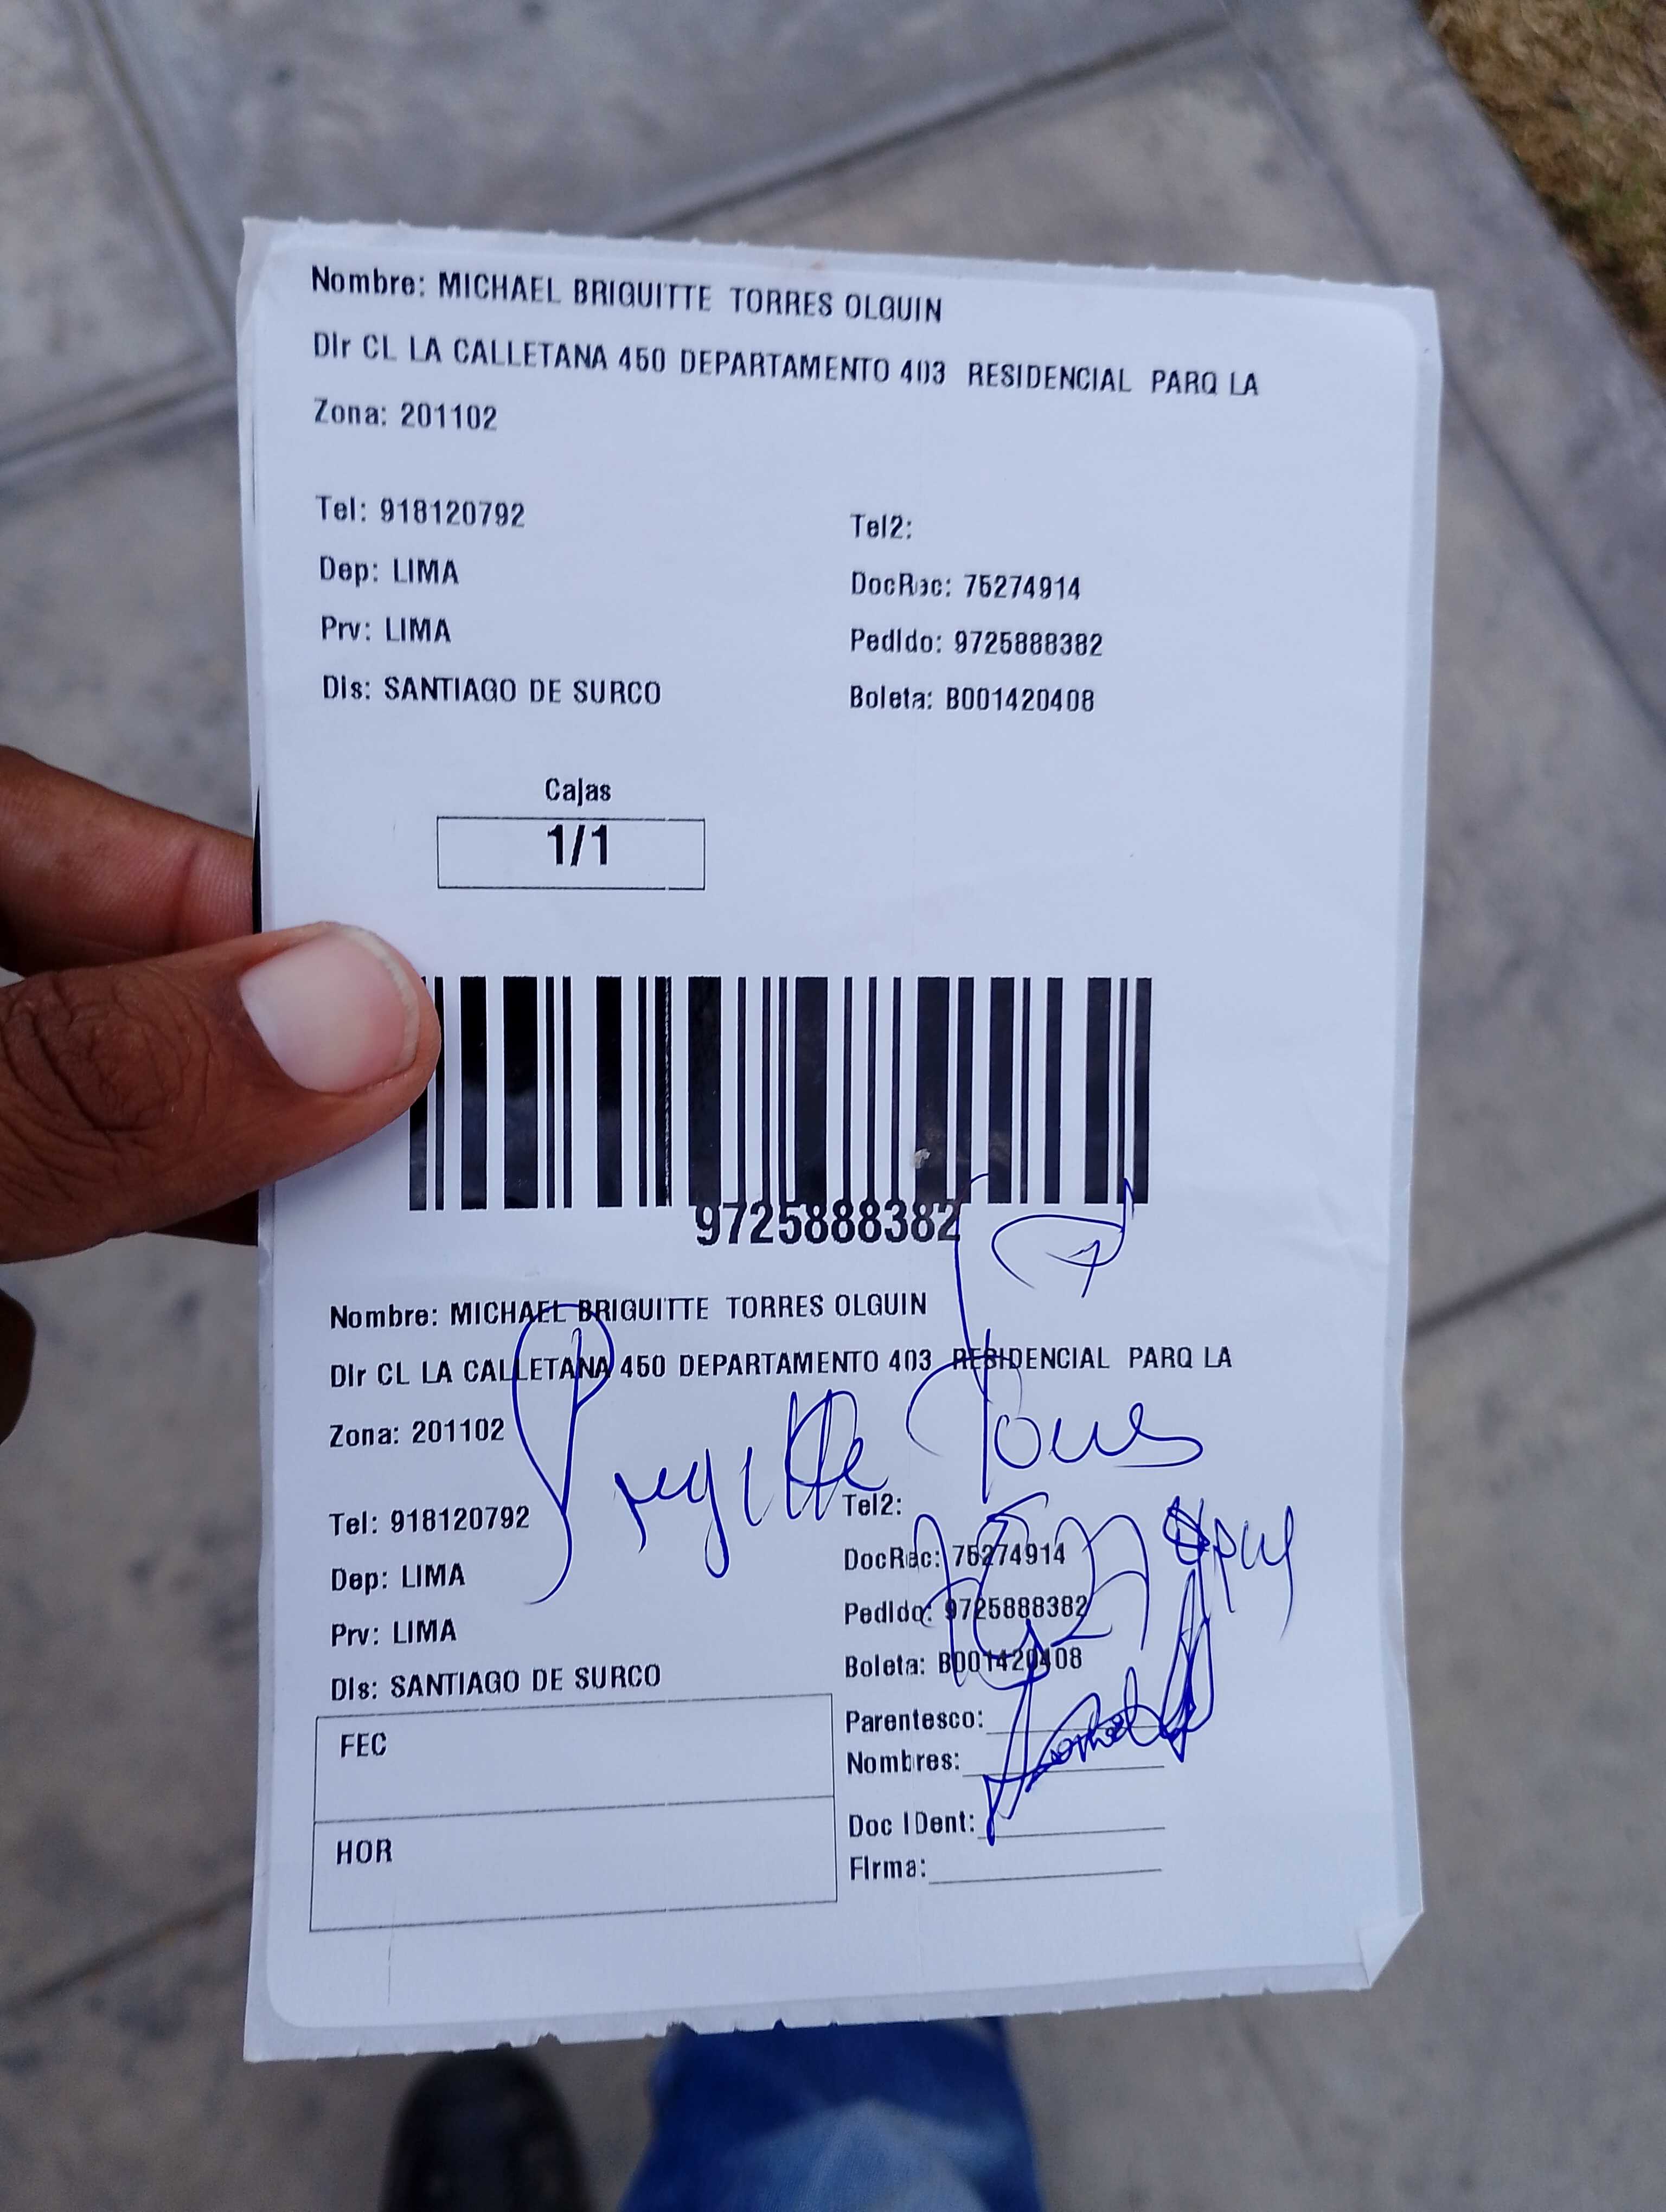 Nombre: MICHAEL BRIGUITTE TORRES OLGUIN
Dir CL LA CALLETANA 450 DEPARTAMENTO 403 RESIDENCIAL PARQ LA
Zona: 201102
Tel: 918120792
Tel2:
Dep: LIMA
DocRec: 75274914
Prv: LIMA
Pedido: 9725888382
Dis: SANTIAGO DE SURCO
Boleta: B001420408
Cajas
1/1
9725888382
Nombre: MICHAEL BRIGUITTE TORRES OLGUIN
Dir CL LA CALLETANA 450 DEPARTAMENTO 403 RESIDENCIAL PARQ LA
Zona: 201102
Torres
Tel: 918120792
Tel2:
Dep: LIMA
DocRec: 75274914
Prv: LIMA
Pedido: 9725888382
Dis: SANTIAGO DE SURCO
Boleta: B001420408
FEC
Parentesco:
Nombres:
HOR
Doc IDent:
Firma: